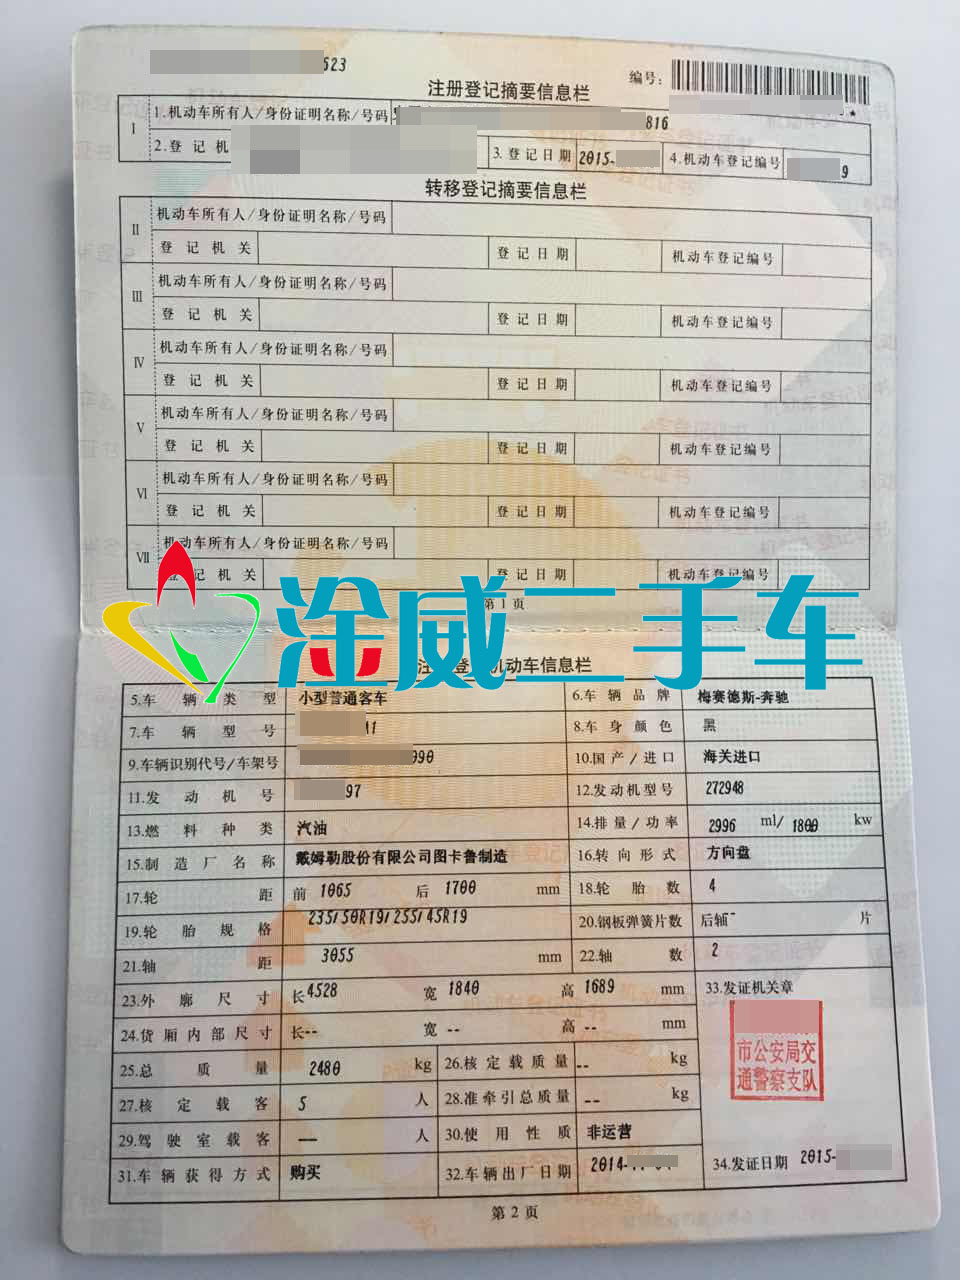 523
编号：
注册登记摘要信息栏
I 1.机动车所有人/身份证明名称/号码 816
2.登记机 3.登记日期 2015- 4.机动车登记编号 9
转移登记摘要信息栏
II 机动车所有人/身份证明名称/号码
登记机关 登记日期 机动车登记编号
III 机动车所有人/身份证明名称/号码
登记机关 登记日期 机动车登记编号
IV 机动车所有人/身份证明名称/号码
登记机关 登记日期 机动车登记编号
V 机动车所有人/身份证明名称/号码
登记机关 登记日期 机动车登记编号
VI 机动车所有人/身份证明名称/号码
登记机关 登记日期 机动车登记编号
VII 机动车所有人/身份证明名称/号码
登记机关 登记日期 机动车登记编号
第1页
淦威二手车
注 登 机动车信息栏
5.车辆类型 小型普通客车 6.车辆品牌 梅赛德斯-奔驰
7.车辆型号 A1 8.车身颜色 黑
9.车辆识别代号/车架号 090 10.国产/进口 海关进口
11.发动机号 97 12.发动机型号 272948
13.燃料种类 汽油 14.排量/功率 2996 ml/ 1800 kw
15.制造厂名称 戴姆勒股份有限公司图卡鲁制造 16.转向形式 方向盘
17.轮距 前 1065 后 1700 mm 18.轮胎数 4
19.轮胎规格 235/50R19/255/45R19 20.钢板弹簧片数 后轴-- 片
21.轴距 3055 mm 22.轴数 2
23.外廓尺寸 长 4528 宽 1840 高 1689 mm 33.发证机关章
24.货厢内部尺寸 长-- 宽 -- 高 -- mm
市公安局交
通警察支队
25.总质量 2480 kg 26.核定载质量 -- kg
27.核定载客 5 人 28.准牵引总质量 -- kg
29.驾驶室载客 -- 人 30.使用性质 非运营
31.车辆获得方式 购买 32.车辆出厂日期 2014- 34.发证日期 2015-
第2页